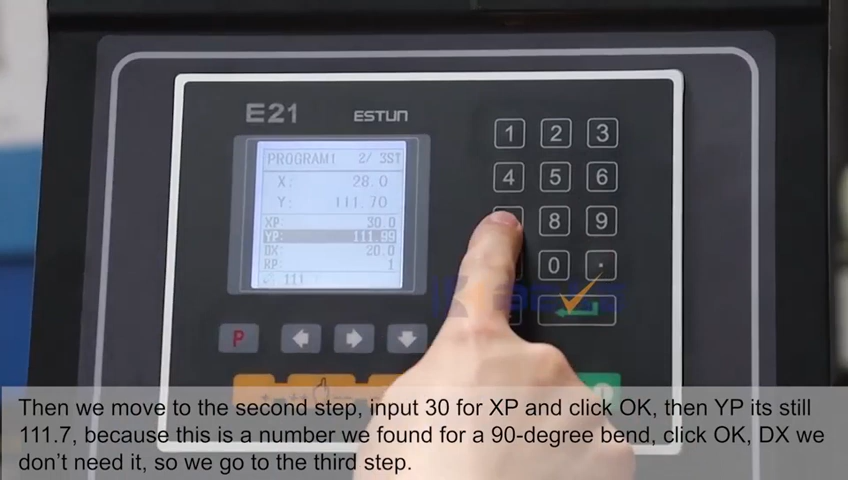 E21 ESTUN
1 2 3
PROGRAM1 2/ 3ST
X: 28.0
4 5 6
Y: 111.70
XP: 30.0
8 9
YP: 111.99
DX: 20.0
RP: 1
0 .
111
P
Then we move to the second step, input 30 for XP and click OK, then YP its still
111.7, because this is a number we found for a 90-degree bend, click OK, DX we
don't need it, so we go to the third step.